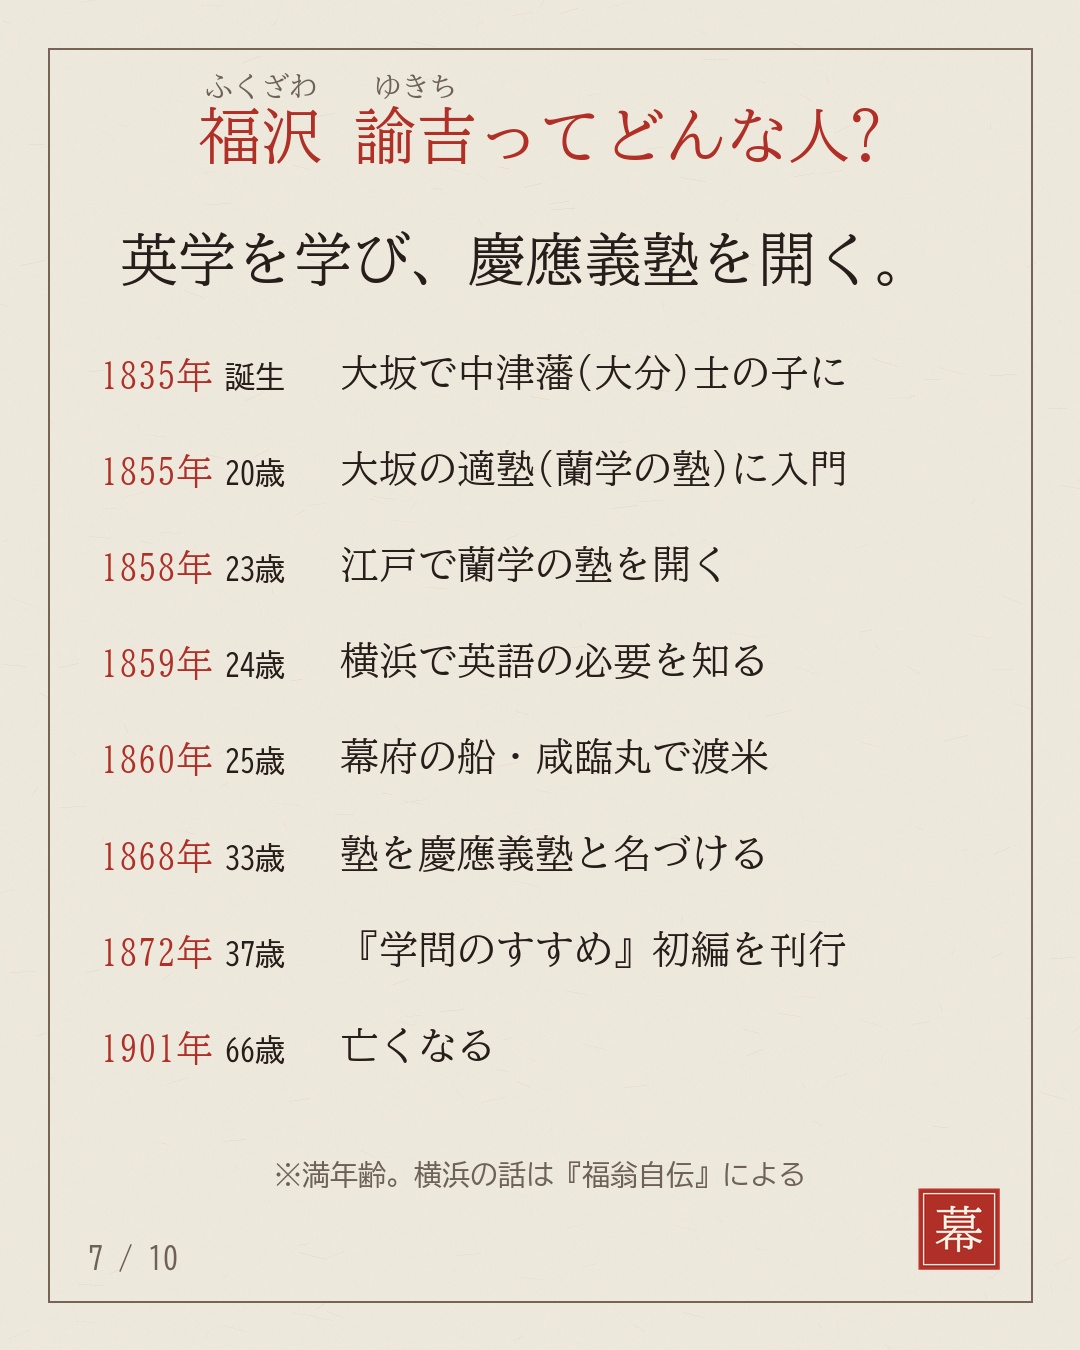 ふくざわ ゆきち
福沢 諭吉ってどんな人?
英学を学び、慶應義塾を開く。
1835年 誕生 大坂で中津藩(大分)士の子に
1855年 20歳 大坂の適塾(蘭学の塾)に入門
1858年 23歳 江戸で蘭学の塾を開く
1859年 24歳 横浜で英語の必要を知る
1860年 25歳 幕府の船・咸臨丸で渡米
1868年 33歳 塾を慶應義塾と名づける
1872年 37歳 『学問のすすめ』初編を刊行
1901年 66歳 亡くなる
※満年齢。横浜の話は『福翁自伝』による
幕
7 / 10